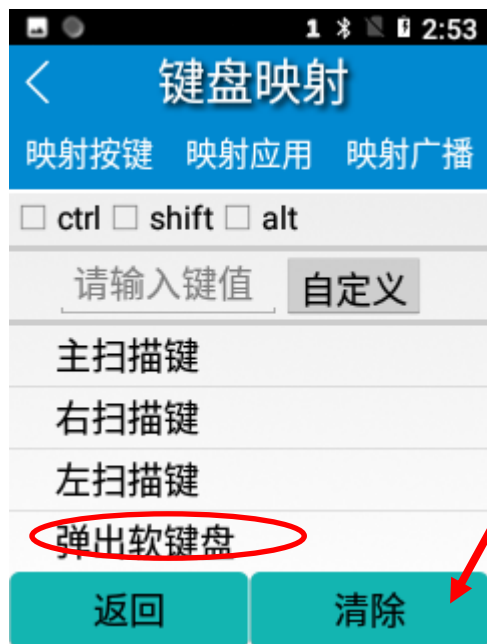 1 2:53
键盘映射
映射按键 映射应用 映射广播
ctrl shift alt
请输入键值 自定义
主扫描键
右扫描键
左扫描键
弹出软键盘
返回 清除